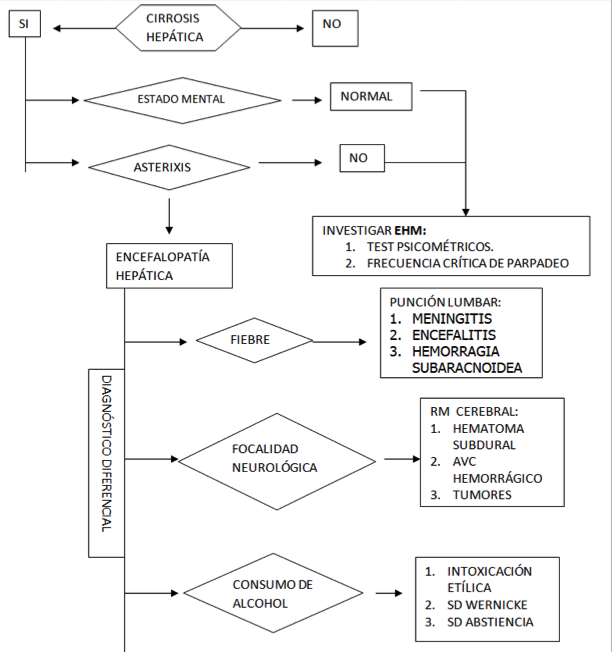 SI
CIRROSIS
HEPÁTICA
NO
ESTADO MENTAL
NORMAL
ASTERIXIS
NO
INVESTIGAR EHM:
1. TEST PSICOMÉTRICOS.
2. FRECUENCIA CRÍTICA DE PARPADEO
ENCEFALOPATÍA
HEPÁTICA
DIAGNÓSTICO DIFERENCIAL
FIEBRE
PUNCIÓN LUMBAR:
1. MENINGITIS
2. ENCEFALITIS
3. HEMORRAGIA
SUBARACNOIDEA
FOCALIDAD
NEUROLÓGICA
RM CEREBRAL:
1. HEMATOMA
SUBDURAL
2. AVC
HEMORRÁGICO
3. TUMORES
CONSUMO DE
ALCOHOL
1. INTOXICACIÓN
ETÍLICA
2. SD WERNICKE
3. SD ABSTIENCIA